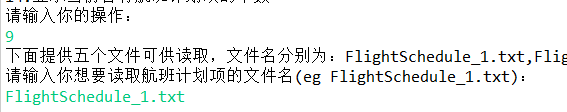 请输入你的操作：
9
下面提供五个文件可供读取，文件名分别为：FlightSchedule_1.txt,Flig
请输入你想要读取航班计划项的文件名(eg FlightSchedule_1.txt)：
FlightSchedule_1.txt